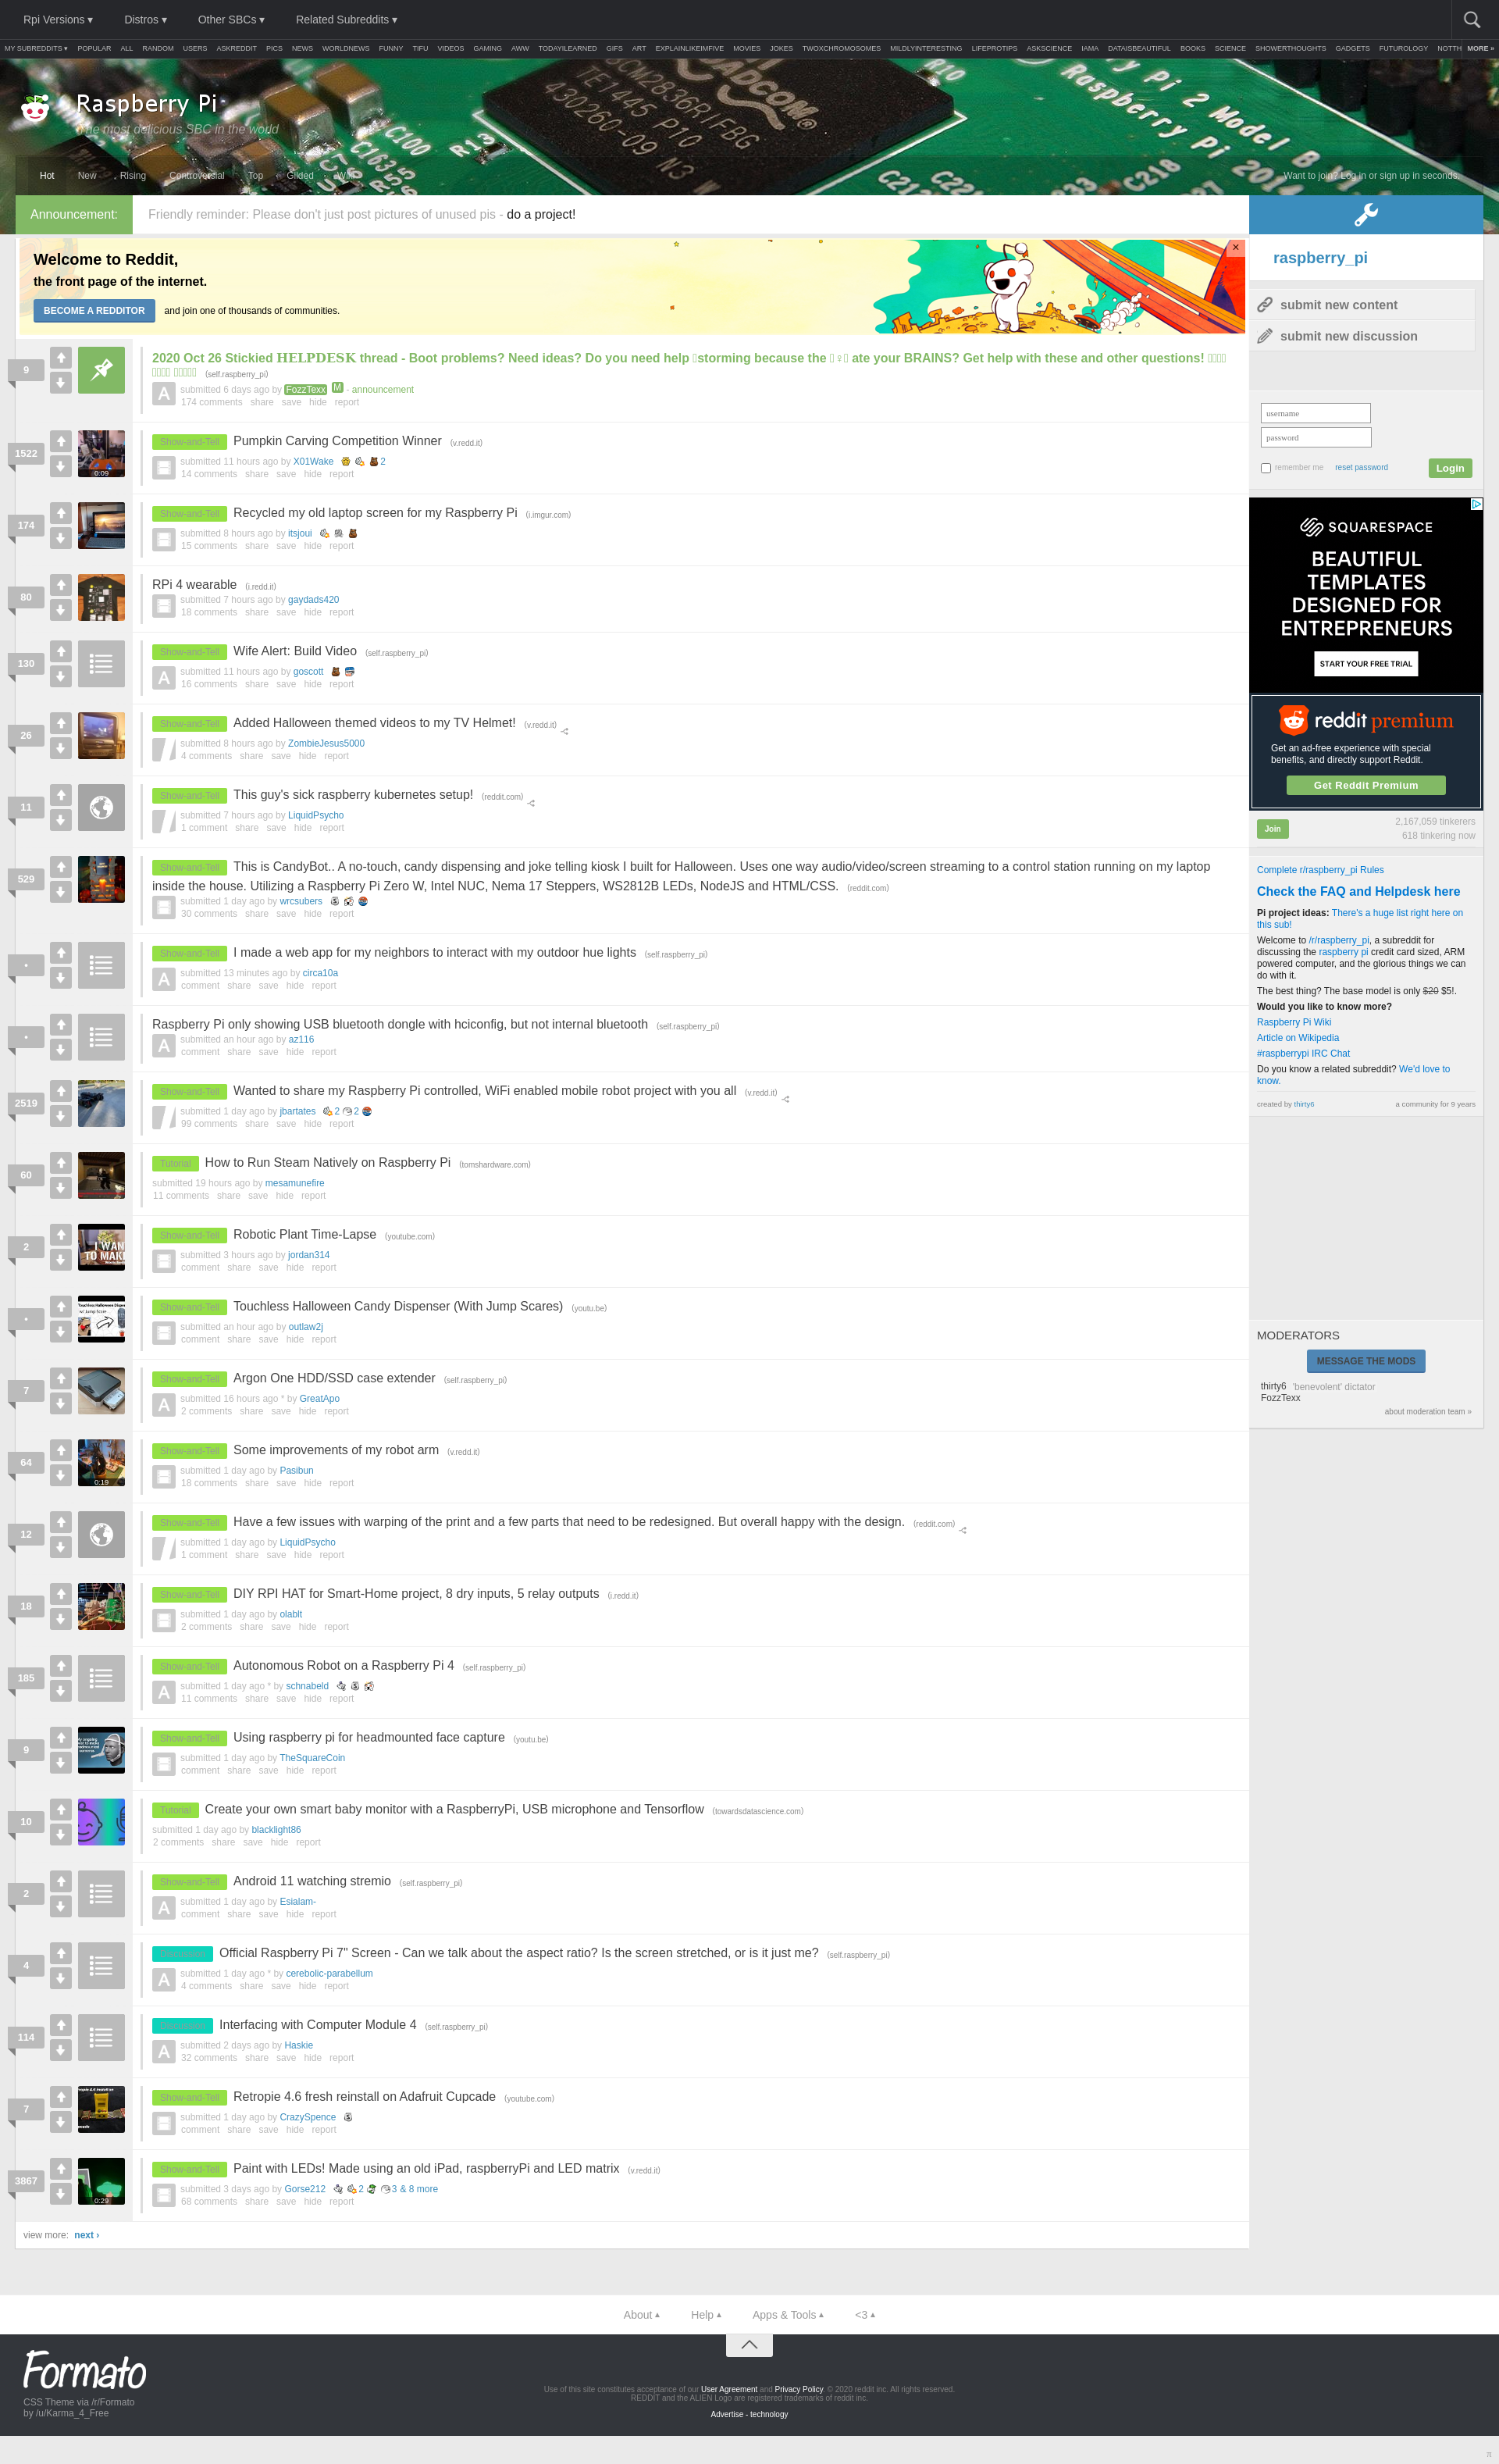 Rpi Versions ▾ Distros ▾ Other SBCs ▾ Related Subreddits ▾
MY SUBREDDITS ▾ POPULAR ALL RANDOM USERS ASKREDDIT PICS NEWS WORLDNEWS FUNNY TIFU VIDEOS GAMING AWW TODAYILEARNED GIFS ART EXPLAINLIKEIMFIVE MOVIES JOKES TWOXCHROMOSOMES MILDLYINTERESTING LIFEPROTIPS ASKSCIENCE IAMA DATAISBEAUTIFUL BOOKS SCIENCE SHOWERTHOUGHTS GADGETS FUTUROLOGY NOTTH MORE »
Raspberry Pi
The most delicious SBC in the world
Hot New Rising Controversial Top Gilded Wiki
Want to join? Log in or sign up in seconds.
Announcement: Friendly reminder: Please don't just post pictures of unused pis - do a project!
Welcome to Reddit,
the front page of the internet.
BECOME A REDDITOR and join one of thousands of communities.
9
2020 Oct 26 Stickied HELPDESK thread - Boot problems? Need ideas? Do you need help storming because the ♀ ate your BRAINS? Get help with these and other questions!
(self.raspberry_pi)
submitted 6 days ago by FozzTexx M - announcement
174 comments share save hide report
1522
0:09
Show-and-Tell Pumpkin Carving Competition Winner (v.redd.it)
submitted 11 hours ago by X01Wake 2
14 comments share save hide report
174
Show-and-Tell Recycled my old laptop screen for my Raspberry Pi (i.imgur.com)
submitted 8 hours ago by itsjoui
15 comments share save hide report
80
RPi 4 wearable (i.redd.it)
submitted 7 hours ago by gaydads420
18 comments share save hide report
130
Show-and-Tell Wife Alert: Build Video (self.raspberry_pi)
submitted 11 hours ago by goscott
16 comments share save hide report
26
Show-and-Tell Added Halloween themed videos to my TV Helmet! (v.redd.it)
submitted 8 hours ago by ZombieJesus5000
4 comments share save hide report
11
Show-and-Tell This guy's sick raspberry kubernetes setup! (reddit.com)
submitted 7 hours ago by LiquidPsycho
1 comment share save hide report
529
Show-and-Tell This is CandyBot.. A no-touch, candy dispensing and joke telling kiosk I built for Halloween. Uses one way audio/video/screen streaming to a control station running on my laptop
inside the house. Utilizing a Raspberry Pi Zero W, Intel NUC, Nema 17 Steppers, WS2812B LEDs, NodeJS and HTML/CSS. (reddit.com)
submitted 1 day ago by wrcsubers
30 comments share save hide report
•
Show-and-Tell I made a web app for my neighbors to interact with my outdoor hue lights (self.raspberry_pi)
submitted 13 minutes ago by circa10a
comment share save hide report
•
Raspberry Pi only showing USB bluetooth dongle with hciconfig, but not internal bluetooth (self.raspberry_pi)
submitted an hour ago by az116
comment share save hide report
2519
Show-and-Tell Wanted to share my Raspberry Pi controlled, WiFi enabled mobile robot project with you all (v.redd.it)
submitted 1 day ago by jbartates 2 2
99 comments share save hide report
60
Tutorial How to Run Steam Natively on Raspberry Pi (tomshardware.com)
submitted 19 hours ago by mesamunefire
11 comments share save hide report
2
I WAN
TO MAKE
Show-and-Tell Robotic Plant Time-Lapse (youtube.com)
submitted 3 hours ago by jordan314
comment share save hide report
•
Show-and-Tell Touchless Halloween Candy Dispenser (With Jump Scares) (youtu.be)
submitted an hour ago by outlaw2j
comment share save hide report
7
Show-and-Tell Argon One HDD/SSD case extender (self.raspberry_pi)
submitted 16 hours ago * by GreatApo
2 comments share save hide report
64
0:19
Show-and-Tell Some improvements of my robot arm (v.redd.it)
submitted 1 day ago by Pasibun
18 comments share save hide report
12
Show-and-Tell Have a few issues with warping of the print and a few parts that need to be redesigned. But overall happy with the design. (reddit.com)
submitted 1 day ago by LiquidPsycho
1 comment share save hide report
18
Show-and-Tell DIY RPI HAT for Smart-Home project, 8 dry inputs, 5 relay outputs (i.redd.it)
submitted 1 day ago by olablt
2 comments share save hide report
185
Show-and-Tell Autonomous Robot on a Raspberry Pi 4 (self.raspberry_pi)
submitted 1 day ago * by schnabeld
11 comments share save hide report
9
Show-and-Tell Using raspberry pi for headmounted face capture (youtu.be)
submitted 1 day ago by TheSquareCoin
comment share save hide report
10
Tutorial Create your own smart baby monitor with a RaspberryPi, USB microphone and Tensorflow (towardsdatascience.com)
submitted 1 day ago by blacklight86
2 comments share save hide report
2
Show-and-Tell Android 11 watching stremio (self.raspberry_pi)
submitted 1 day ago by Esialam-
comment share save hide report
4
Official Raspberry Pi 7" Screen - Can we talk about the aspect ratio? Is the screen stretched, or is it just me? (self.raspberry_pi)
submitted 1 day ago * by cerebolic-parabellum
4 comments share save hide report
114
Interfacing with Computer Module 4 (self.raspberry_pi)
submitted 2 days ago by Haskie
32 comments share save hide report
7
Show-and-Tell Retropie 4.6 fresh reinstall on Adafruit Cupcade (youtube.com)
submitted 1 day ago by CrazySpence
comment share save hide report
3867
0:29
Show-and-Tell Paint with LEDs! Made using an old iPad, raspberryPi and LED matrix (v.redd.it)
submitted 3 days ago by Gorse212 2 3 & 8 more
68 comments share save hide report
view more: next ›
raspberry_pi
submit new content
submit new discussion
username
password
remember me reset password Login
SQUARESPACE
BEAUTIFUL
TEMPLATES
DESIGNED FOR
ENTREPRENEURS
START YOUR FREE TRIAL
reddit premium
Get an ad-free experience with special
benefits, and directly support Reddit.
Get Reddit Premium
Join 2,167,059 tinkerers
618 tinkering now
Complete r/raspberry_pi Rules
Check the FAQ and Helpdesk here
Pi project ideas: There's a huge list right here on
this sub!
Welcome to /r/raspberry_pi, a subreddit for
discussing the raspberry pi credit card sized, ARM
powered computer, and the glorious things we can
do with it.
The best thing? The base model is only $20 $5!.
Would you like to know more?
Raspberry Pi Wiki
Article on Wikipedia
#raspberrypi IRC Chat
Do you know a related subreddit? We'd love to
know.
created by thirty6 a community for 9 years
MODERATORS
MESSAGE THE MODS
thirty6 'benevolent' dictator
FozzTexx
about moderation team »
About ▴ Help ▴ Apps & Tools ▴ <3 ▴
Formato
CSS Theme via /r/Formato
by /u/Karma_4_Free
Use of this site constitutes acceptance of our User Agreement and Privacy Policy. © 2020 reddit inc. All rights reserved.
REDDIT and the ALIEN Logo are registered trademarks of reddit inc.
Advertise - technology
π